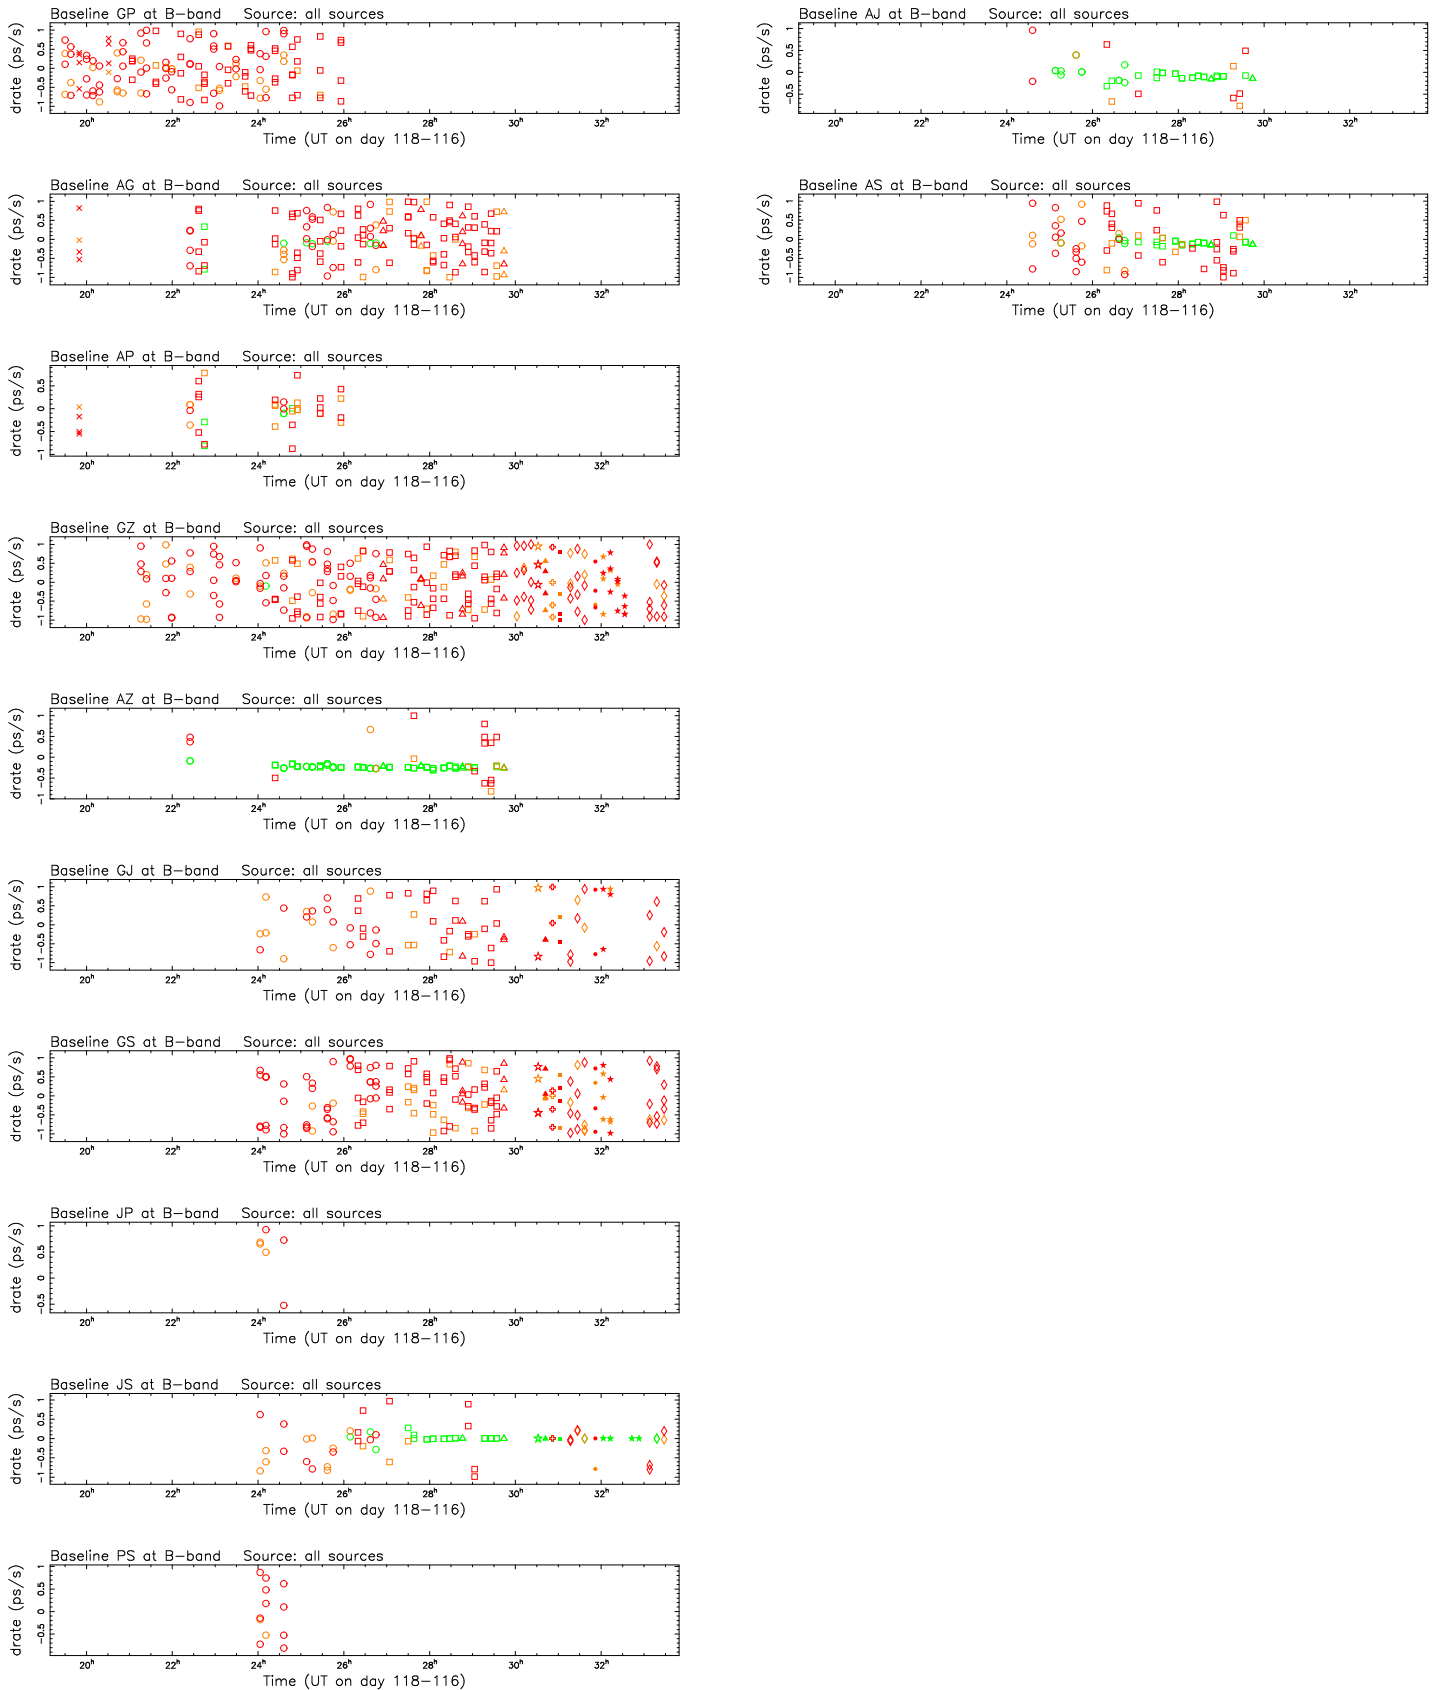 Baseline GP at B-band Source: all sources
drate (ps/s)
1 0.5 0 -0.5 -1
20h 22h 24h 26h 28h 30h 32h
Time (UT on day 118-116)
Baseline AJ at B-band Source: all sources
drate (ps/s)
0.5 0 -0.5
20h 22h 24h 26h 28h 30h 32h
Time (UT on day 118-116)
Baseline AG at B-band Source: all sources
drate (ps/s)
1 0.5 0 -0.5 -1
20h 22h 24h 26h 28h 30h 32h
Time (UT on day 118-116)
Baseline AS at B-band Source: all sources
drate (ps/s)
1 0.5 0 -0.5 -1
20h 22h 24h 26h 28h 30h 32h
Time (UT on day 118-116)
Baseline AP at B-band Source: all sources
drate (ps/s)
0.5 0 -0.5 -1
20h 22h 24h 26h 28h 30h 32h
Time (UT on day 118-116)
Baseline GZ at B-band Source: all sources
drate (ps/s)
1 0.5 0 -0.5 -1
20h 22h 24h 26h 28h 30h 32h
Time (UT on day 118-116)
Baseline AZ at B-band Source: all sources
drate (ps/s)
1 0.5 0 -0.5 -1
20h 22h 24h 26h 28h 30h 32h
Time (UT on day 118-116)
Baseline GJ at B-band Source: all sources
drate (ps/s)
1 0.5 0 -0.5 -1
20h 22h 24h 26h 28h 30h 32h
Time (UT on day 118-116)
Baseline GS at B-band Source: all sources
drate (ps/s)
1 0.5 0 -0.5 -1
20h 22h 24h 26h 28h 30h 32h
Time (UT on day 118-116)
Baseline JP at B-band Source: all sources
drate (ps/s)
1 0.5 0 -0.5
20h 22h 24h 26h 28h 30h 32h
Time (UT on day 118-116)
Baseline JS at B-band Source: all sources
drate (ps/s)
1 0.5 0 -0.5 -1
20h 22h 24h 26h 28h 30h 32h
Time (UT on day 118-116)
Baseline PS at B-band Source: all sources
drate (ps/s)
1 0.5 0 -0.5
20h 22h 24h 26h 28h 30h 32h
Time (UT on day 118-116)